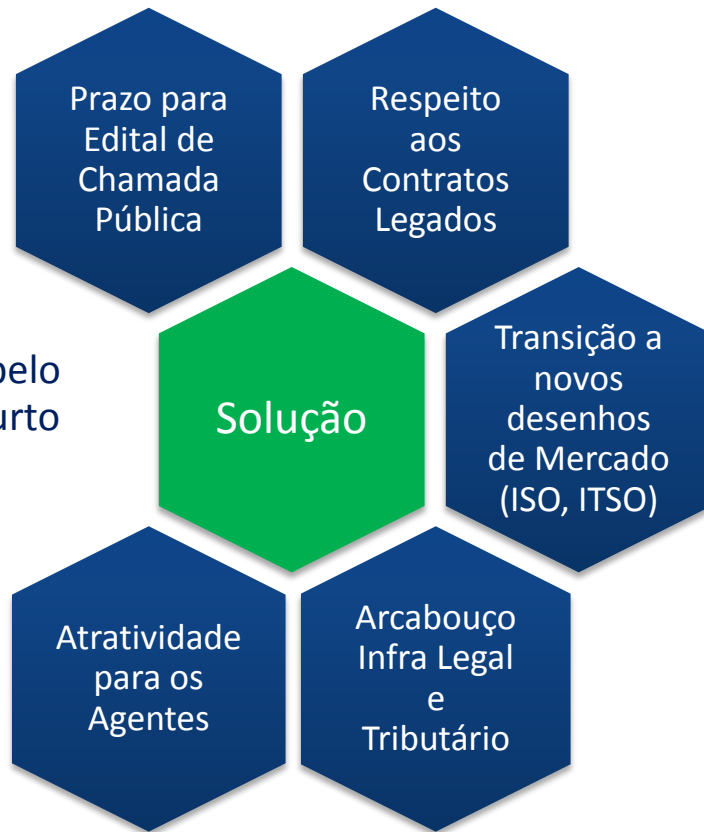 Prazo para
Edital de
Chamada
Pública
Respeito
aos
Contratos
Legados
pelo
Solução
Transição a
novos
desenhos
de Mercado
(ISO, ITSO)
Atratividade
para os
Agentes
Arcabouço
Infra Legal
e
Tributário